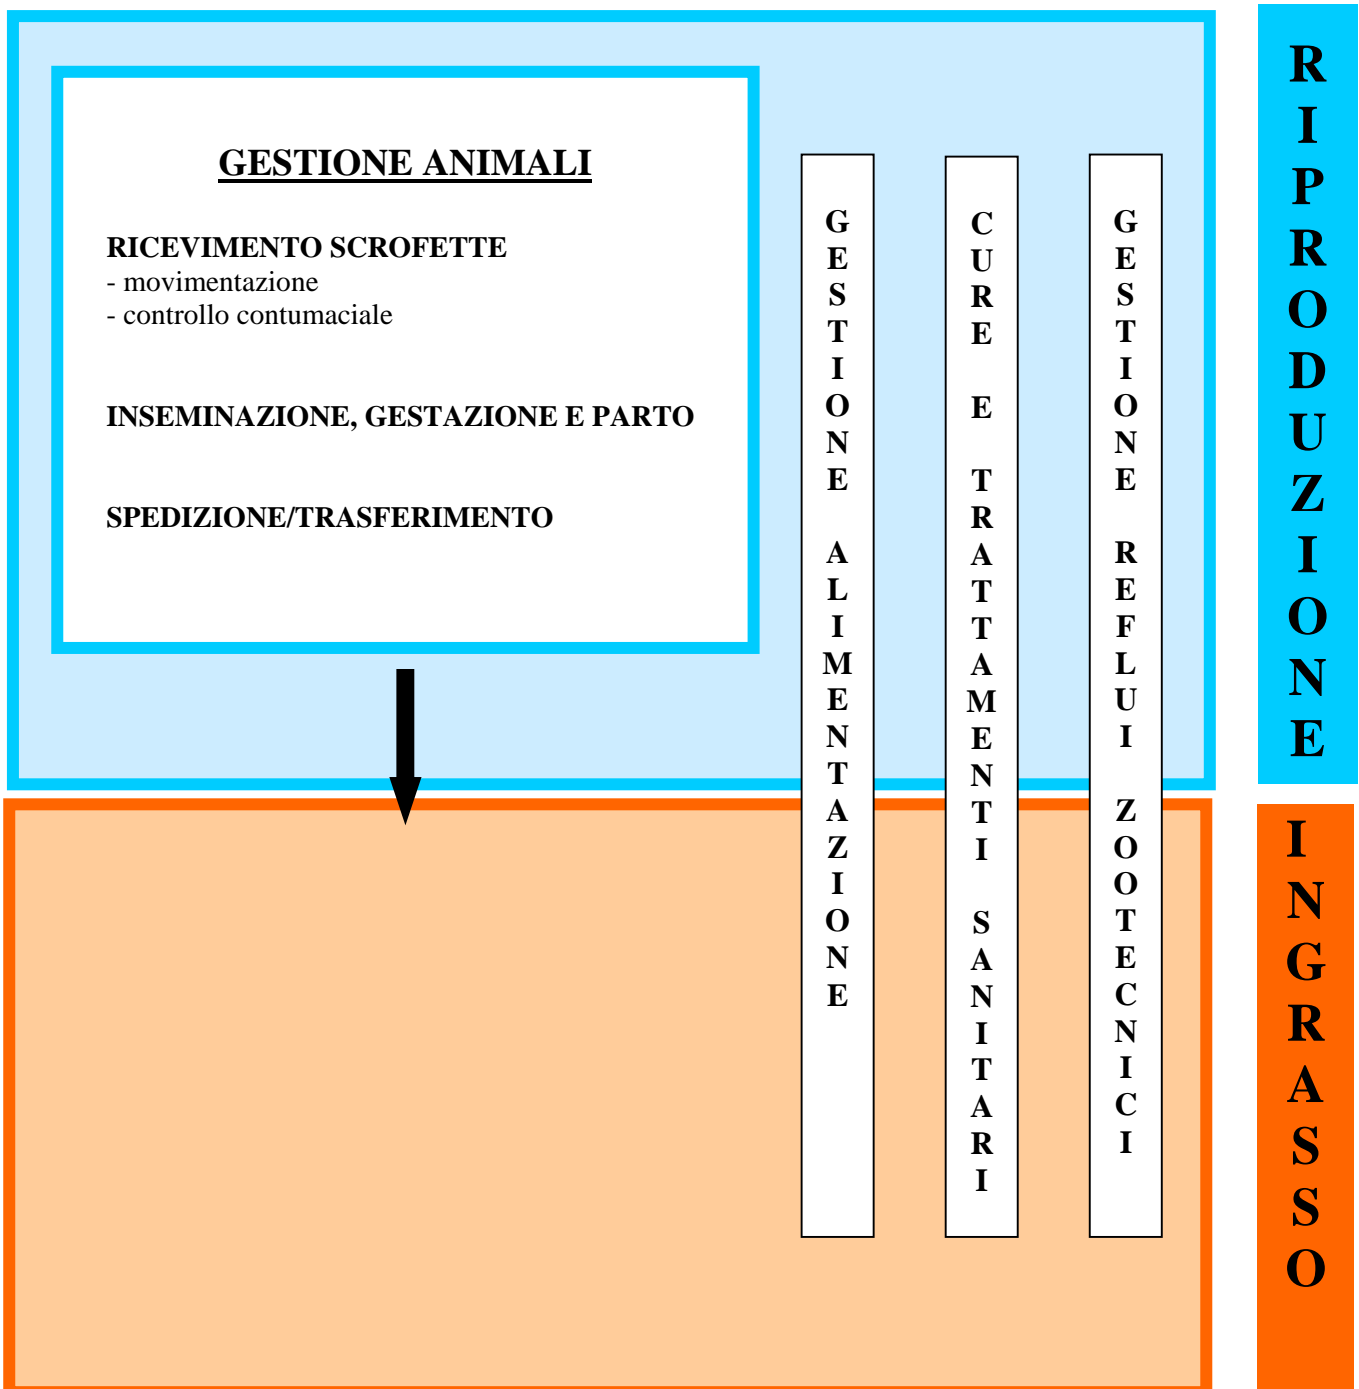 GESTIONE ANIMALI
RICEVIMENTO SCROFETTE
- movimentazione
- controllo contumaciale
INSEMINAZIONE, GESTAZIONE E PARTO
SPEDIZIONE/TRASFERIMENTO
GESTIONE ALIMENTAZIONE
CURE E TRATTAMENTI SANITARI
GESTIONE REFLUI ZOOTECNICI
RIPRODUZIONE
INGRASSO